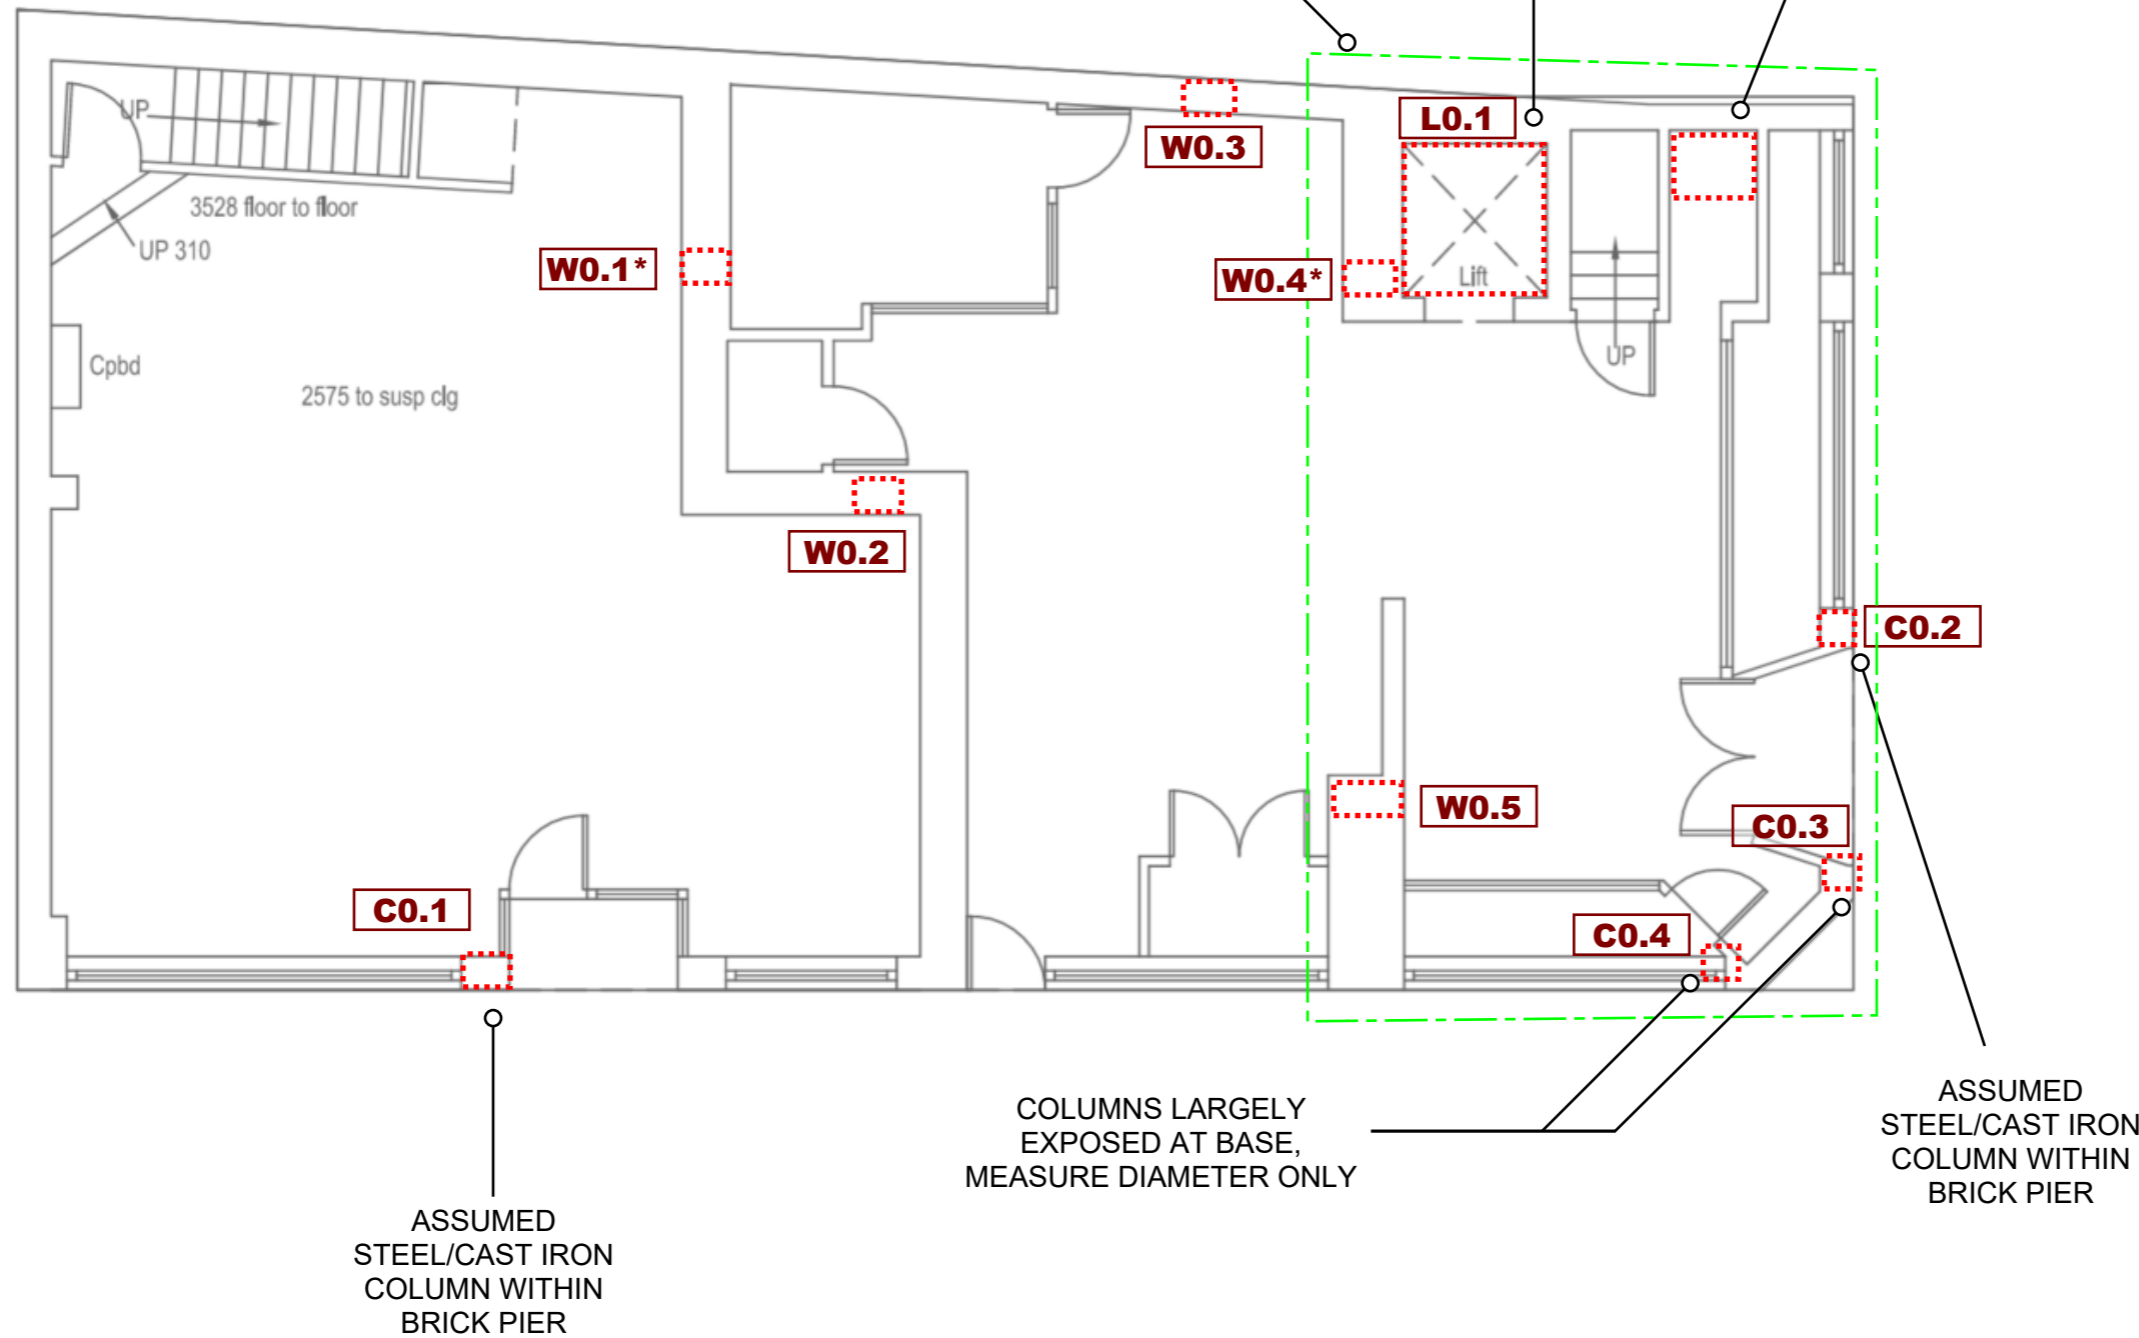 UP
3528 floor to floor
UP 310
Cpbd
2575 to susp clg
W0.1*
W0.2
W0.3
L0.1
W0.4*
Lift
UP
C0.2
W0.5
C0.3
C0.1
C0.4
COLUMNS LARGELY
EXPOSED AT BASE,
MEASURE DIAMETER ONLY
ASSUMED
STEEL/CAST IRON
COLUMN WITHIN
BRICK PIER
ASSUMED
STEEL/CAST IRON
COLUMN WITHIN
BRICK PIER